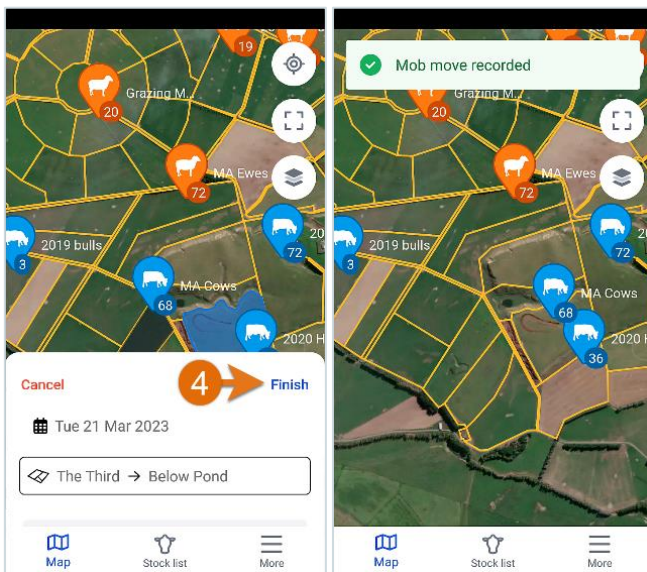 19
Grazing M...
20
MA Ewes
72
20
2019 bulls
72
3
MA Cows
68
2020 H
Cancel
4
Finish
Tue 21 Mar 2023
The Third → Below Pond
Map
Stock list
More
Mob move recorded
Grazing M...
20
MA Ewes
72
20
2019 bulls
72
3
MA Cows
68
2020 H
36
Map
Stock list
More